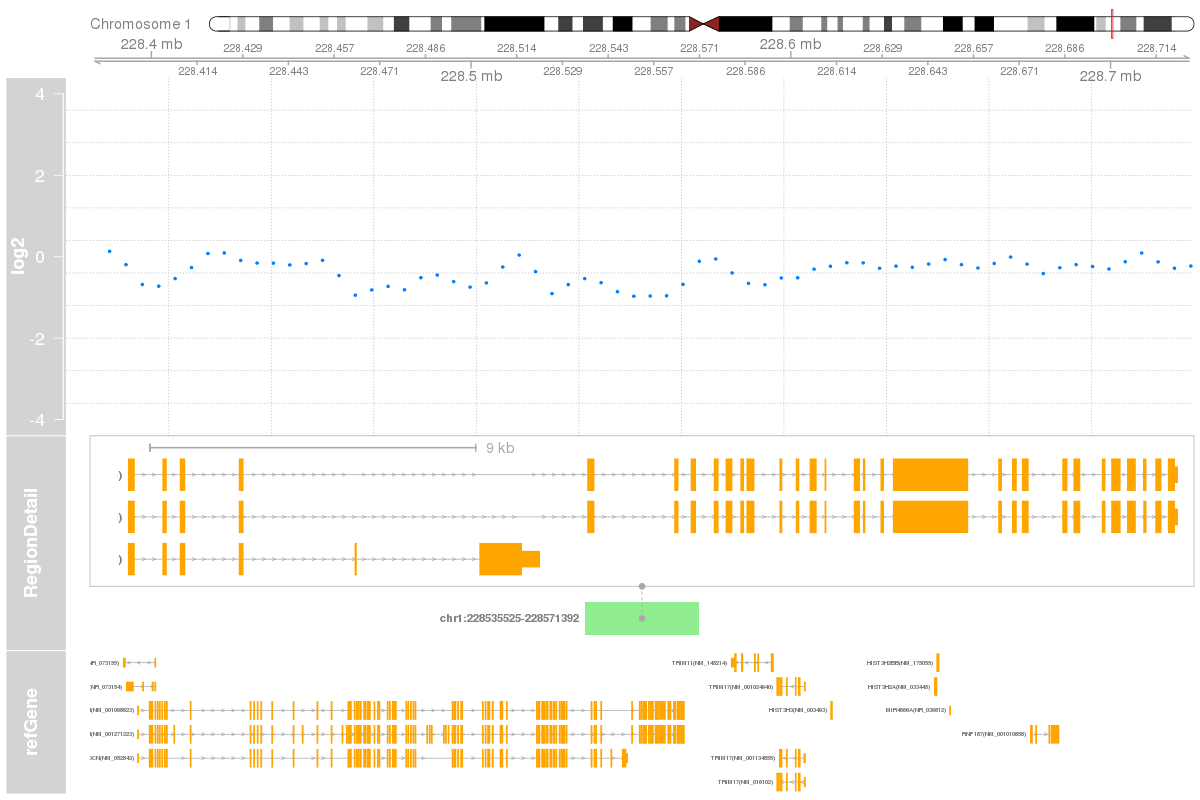 Chromosome 1
228.4 mb
228.429
228.457
228.486
228.514
228.543
228.571
228.6 mb
228.629
228.657
228.686
228.714
228.414
228.443
228.471
228.5 mb
228.529
228.557
228.586
228.614
228.643
228.671
228.7 mb
4
2
0
-2
-4
log2
9 kb
RegionDetail
chr1:228535525-228571392
refGene
TRIM11(NM_145214)
HIST3H2BB(NM_175055)
TRIM17(NM_001024940)
HIST3H2A(NM_033445)
HIST3H3(NM_003493)
MIR4666A(NR_039812)
RNF187(NM_001010858)
TRIM17(NM_001134855)
TRIM17(NM_016102)
SCN(NM_052843)
(NM_001098623)
(NM_001271223)
NR_073155)
(NR_073154)